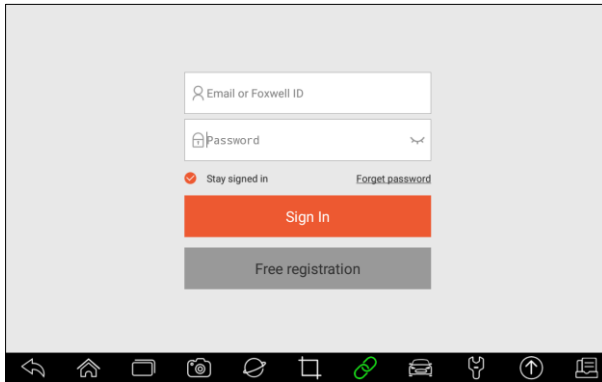 Email or Foxwell ID
Password
Stay signed in Forget password
Sign In
Free registration